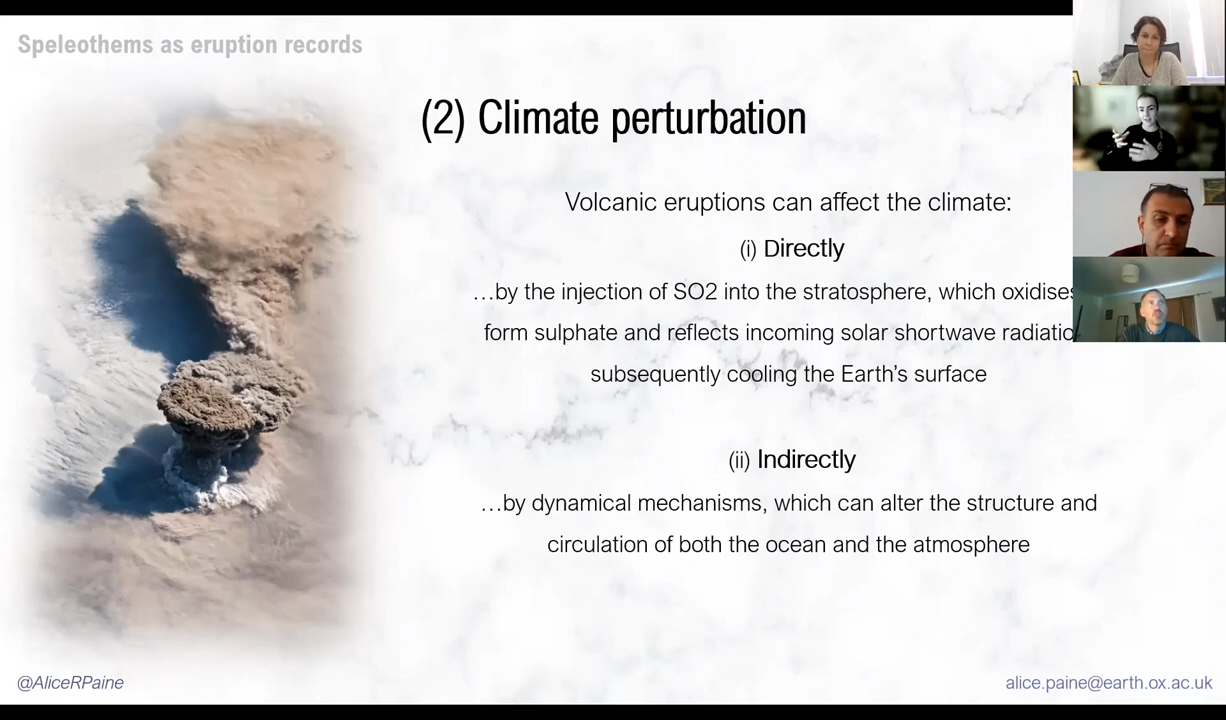 Speleothems as eruption records
(2) Climate perturbation
Volcanic eruptions can affect the climate:
(i) Directly
…by the injection of SO2 into the stratosphere, which oxidises
form sulphate and reflects incoming solar shortwave
subsequently cooling the Earth's surface
(ii) Indirectly
…by dynamical mechanisms, which can alter the structure and
circulation of both the ocean and the atmosphere
@AliceRPaine
alice.paine@earth.ox.ac.uk